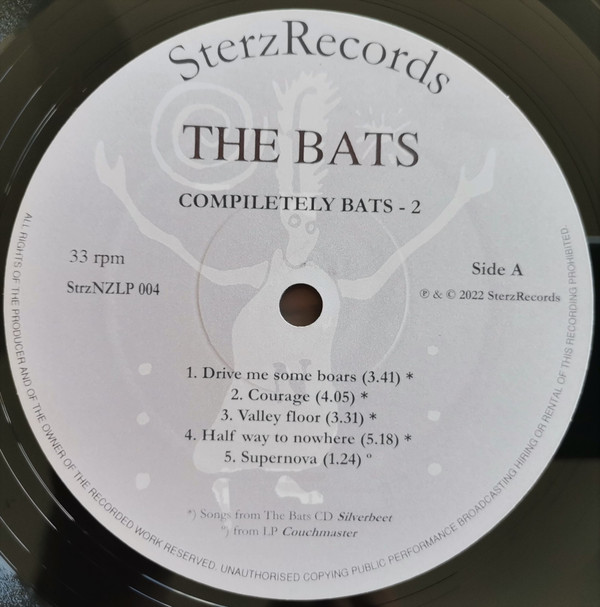 SterzRecords
THE BATS
COMPILETELY BATS - 2
33 rpm
StrzNZLP 004
Side A
℗ & © 2022 SterzRecords
1. Drive me some boars (3.41) *
2. Courage (4.05) *
3. Valley floor (3.31) *
4. Half way to nowhere (5.18) *
5. Supernova (1.24) º
*) Songs from The Bats CD Silverbeet
º) from LP Couchmaster
ALL RIGHTS OF THE PRODUCER AND OF THE OWNER OF THE RECORDED WORK RESERVED. UNAUTHORISED COPYING PUBLIC PERFORMANCE BROADCASTING HIRING OR RENTAL OF THIS RECORDING PROHIBITED.